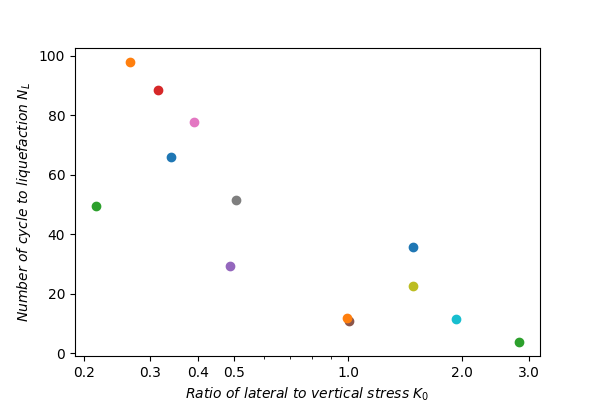 100
80
60
40
20
0
Number of cycle to liquefaction N_L
0.2 0.3 0.4 0.5 1.0 2.0 3.0
Ratio of lateral to vertical stress K_0